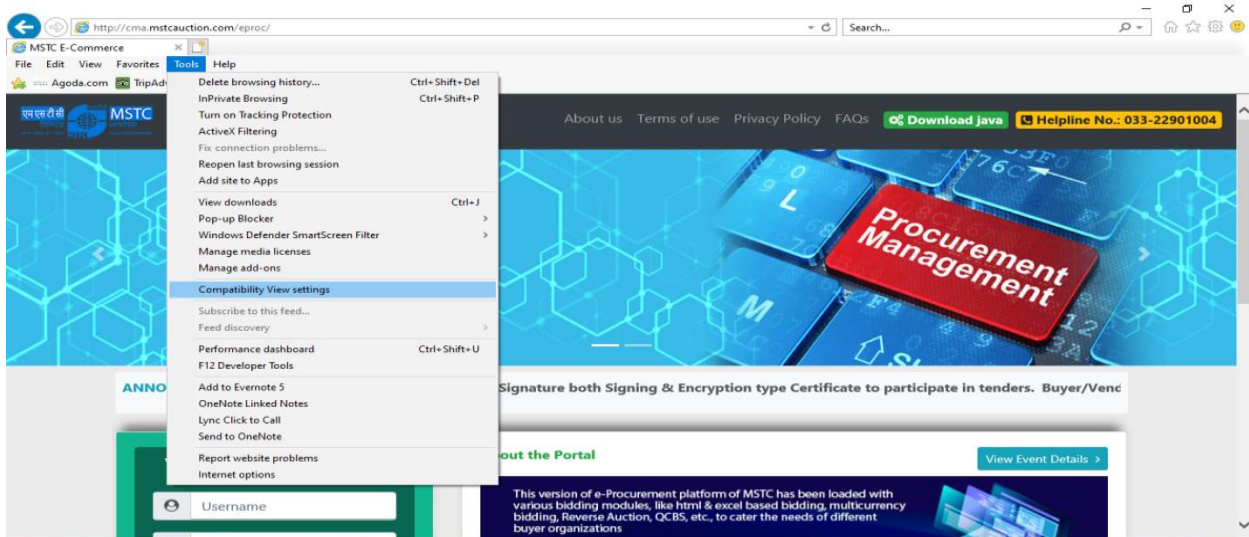 http://cma.mstcauction.com/eproc/
Search...
MSTC E-Commerce
File Edit View Favorites Tools Help
Agoda.com TripAdv
Delete browsing history... Ctrl+Shift+Del
InPrivate Browsing Ctrl+Shift+P
Turn on Tracking Protection
ActiveX Filtering
Fix connection problems...
Reopen last browsing session
Add site to Apps
View downloads Ctrl+J
Pop-up Blocker
Windows Defender SmartScreen Filter
Manage media licenses
Manage add-ons
Compatibility View settings
Subscribe to this feed...
Feed discovery
Performance dashboard Ctrl+Shift+U
F12 Developer Tools
Add to Evernote 5
OneNote Linked Notes
Lync Click to Call
Send to OneNote
Report website problems
Internet options
एम एस टी सी MSTC
About us Terms of use Privacy Policy FAQs Download java Helpline No.: 033-22901004
Procurement
Management
ANNO
Signature both Signing & Encryption type Certificate to participate in tenders. Buyer/Vend
out the Portal
View Event Details >
This version of e-Procurement platform of MSTC has been loaded with
various bidding modules, like html & excel based bidding, multicurrency
bidding, Reverse Auction, QCBS, etc., to cater the needs of different
buyer organizations
Username